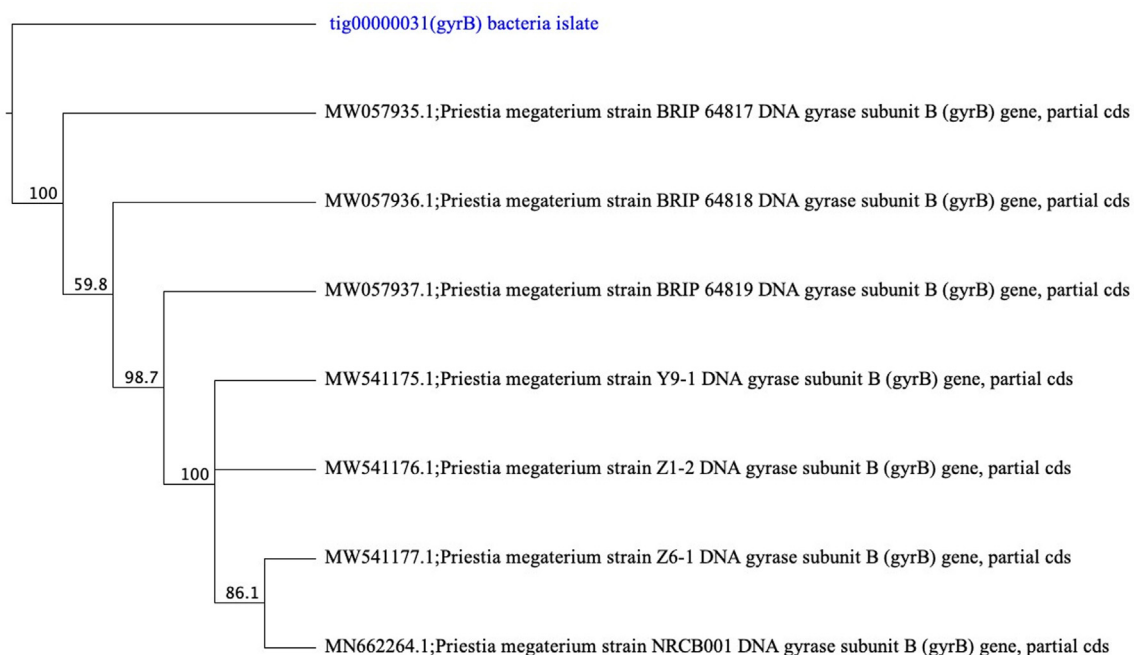 tig00000031(gyrB) bacteria islate
MW057935.1;Priestia megaterium strain BRIP 64817 DNA gyrase subunit B (gyrB) gene, partial cds
100
MW057936.1;Priestia megaterium strain BRIP 64818 DNA gyrase subunit B (gyrB) gene, partial cds
59.8
MW057937.1;Priestia megaterium strain BRIP 64819 DNA gyrase subunit B (gyrB) gene, partial cds
98.7
MW541175.1;Priestia megaterium strain Y9-1 DNA gyrase subunit B (gyrB) gene, partial cds
MW541176.1;Priestia megaterium strain Z1-2 DNA gyrase subunit B (gyrB) gene, partial cds
100
MW541177.1;Priestia megaterium strain Z6-1 DNA gyrase subunit B (gyrB) gene, partial cds
86.1
MN662264.1;Priestia megaterium strain NRCB001 DNA gyrase subunit B (gyrB) gene, partial cds